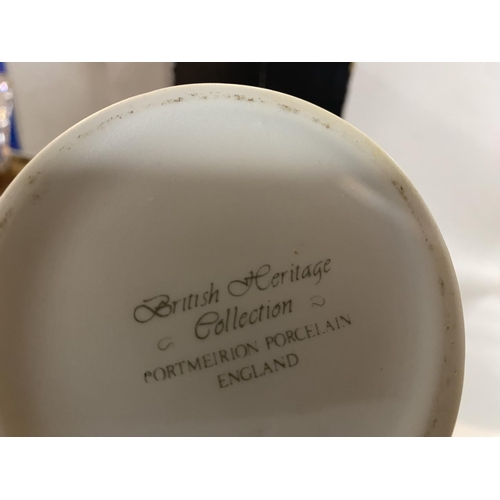 British Heritage
Collection
PORTMEIRION PORCELAIN
ENGLAND